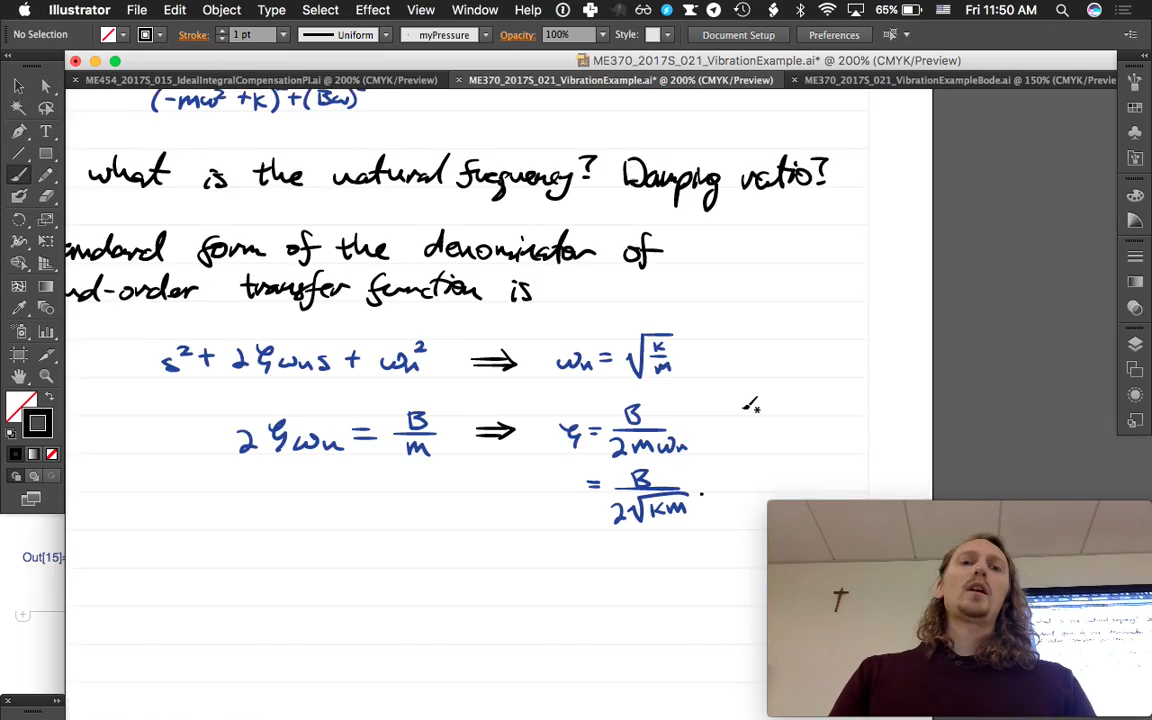 Illustrator File Edit Object Type Select Effect View Window Help 65% Fri 11:50 AM
No Selection Stroke: 1 pt Uniform myPressure Opacity: 100% Style: Document Setup Preferences
ME370_2017S_021_VibrationExample.ai* @ 200% (CMYK/Preview)
ME454_2017S_015_IdealIntegralCompensationPI.ai @ 200% (CMYK/Preview) ME370_2017S_021_VibrationExample.ai* @ 200% (CMYK/Preview) ME370_2017S_021_VibrationExampleBode.ai @ 150% (CMYK/Preview)
(-mω² + K) + (Bω)
what is the natural frequency? Damping ratio?
andard form of the denominator of
nd-order transfer function is
s² + 2ζωₙs + ωₙ² ⇒ ωₙ = √(K/m)
2ζωₙ = B/m ⇒ ζ = B/(2mωₙ)
= B/(2√(Km)) .
Out[15]=